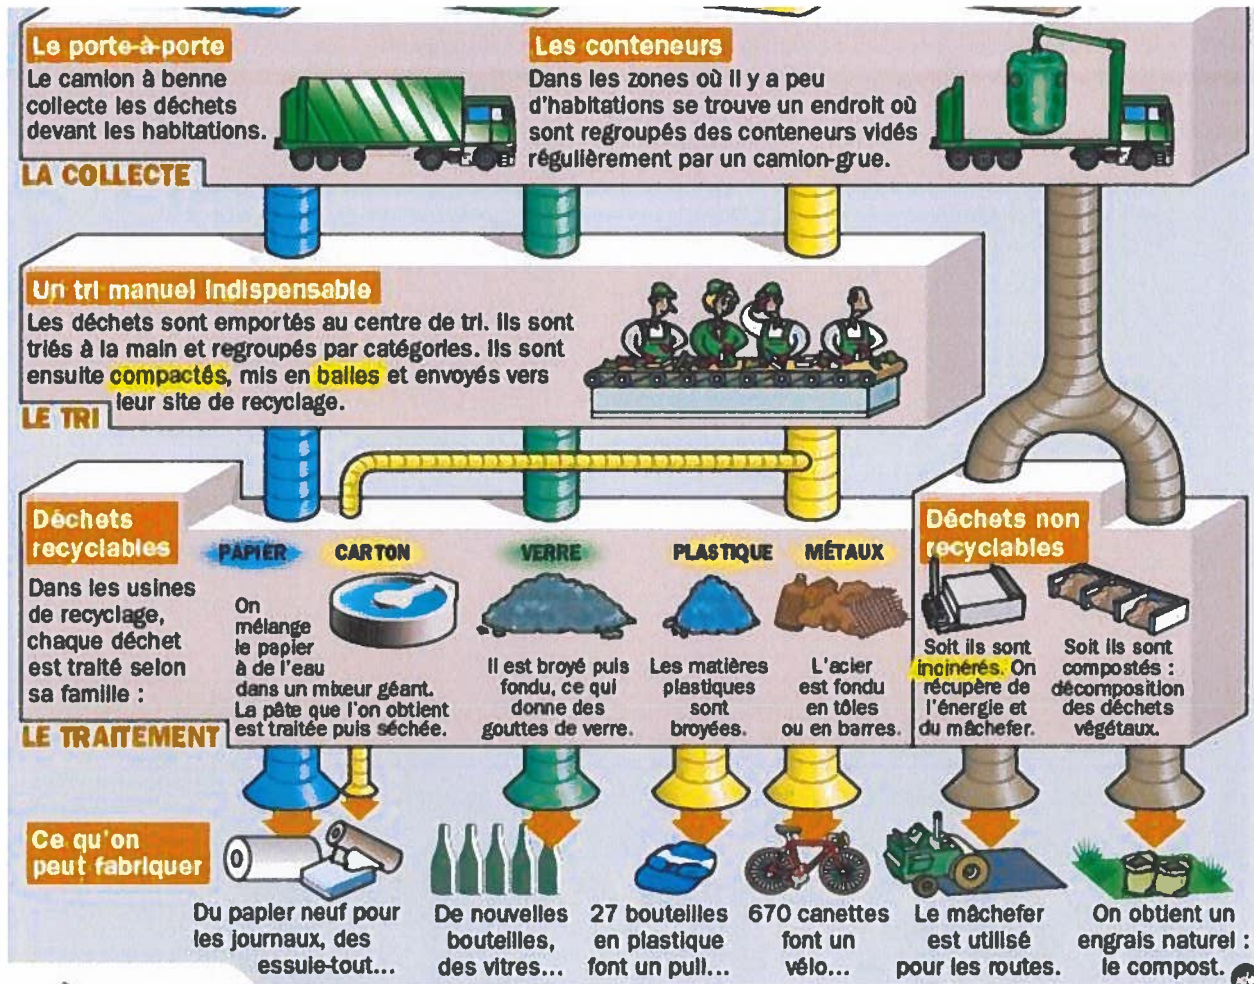 Le porte-à-porte
Le camion à benne
collecte les déchets
devant les habitations.
LA COLLECTE
Les conteneurs
Dans les zones où il y a peu
d'habitations se trouve un endroit où
sont regroupés des conteneurs vidés
régulièrement par un camion-grue.
Un tri manuel indispensable
Les déchets sont emportés au centre de tri. Ils sont
triés à la main et regroupés par catégories. Ils sont
ensuite compactés, mis en balles et envoyés vers
leur site de recyclage.
LE TRI
Déchets
recyclables
Dans les usines
de recyclage,
chaque déchet
est traité selon
sa famille :
LE TRAITEMENT
PAPIER
CARTON
On
mélange
le papier
à de l'eau
dans un mixeur géant.
La pâte que l'on obtient
est traitée puis séchée.
VERRE
Il est broyé puis
fondu, ce qui
donne des
gouttes de verre.
PLASTIQUE
Les matières
plastiques
sont
broyées.
MÉTAUX
L'acier
est fondu
en tôles
ou en barres.
Déchets non
recyclables
Soit ils sont
incinérés. On
récupère de
l'énergie et
du mâchefer.
Soit ils sont
compostés :
décomposition
des déchets
végétaux.
Ce qu'on
peut fabriquer
Du papier neuf pour
les journaux, des
essuie-tout...
De nouvelles
bouteilles,
des vitres...
27 bouteilles
en plastique
font un pull...
670 canettes
font un
vélo...
Le mâchefer
est utilisé
pour les routes.
On obtient un
engrais naturel :
le compost.